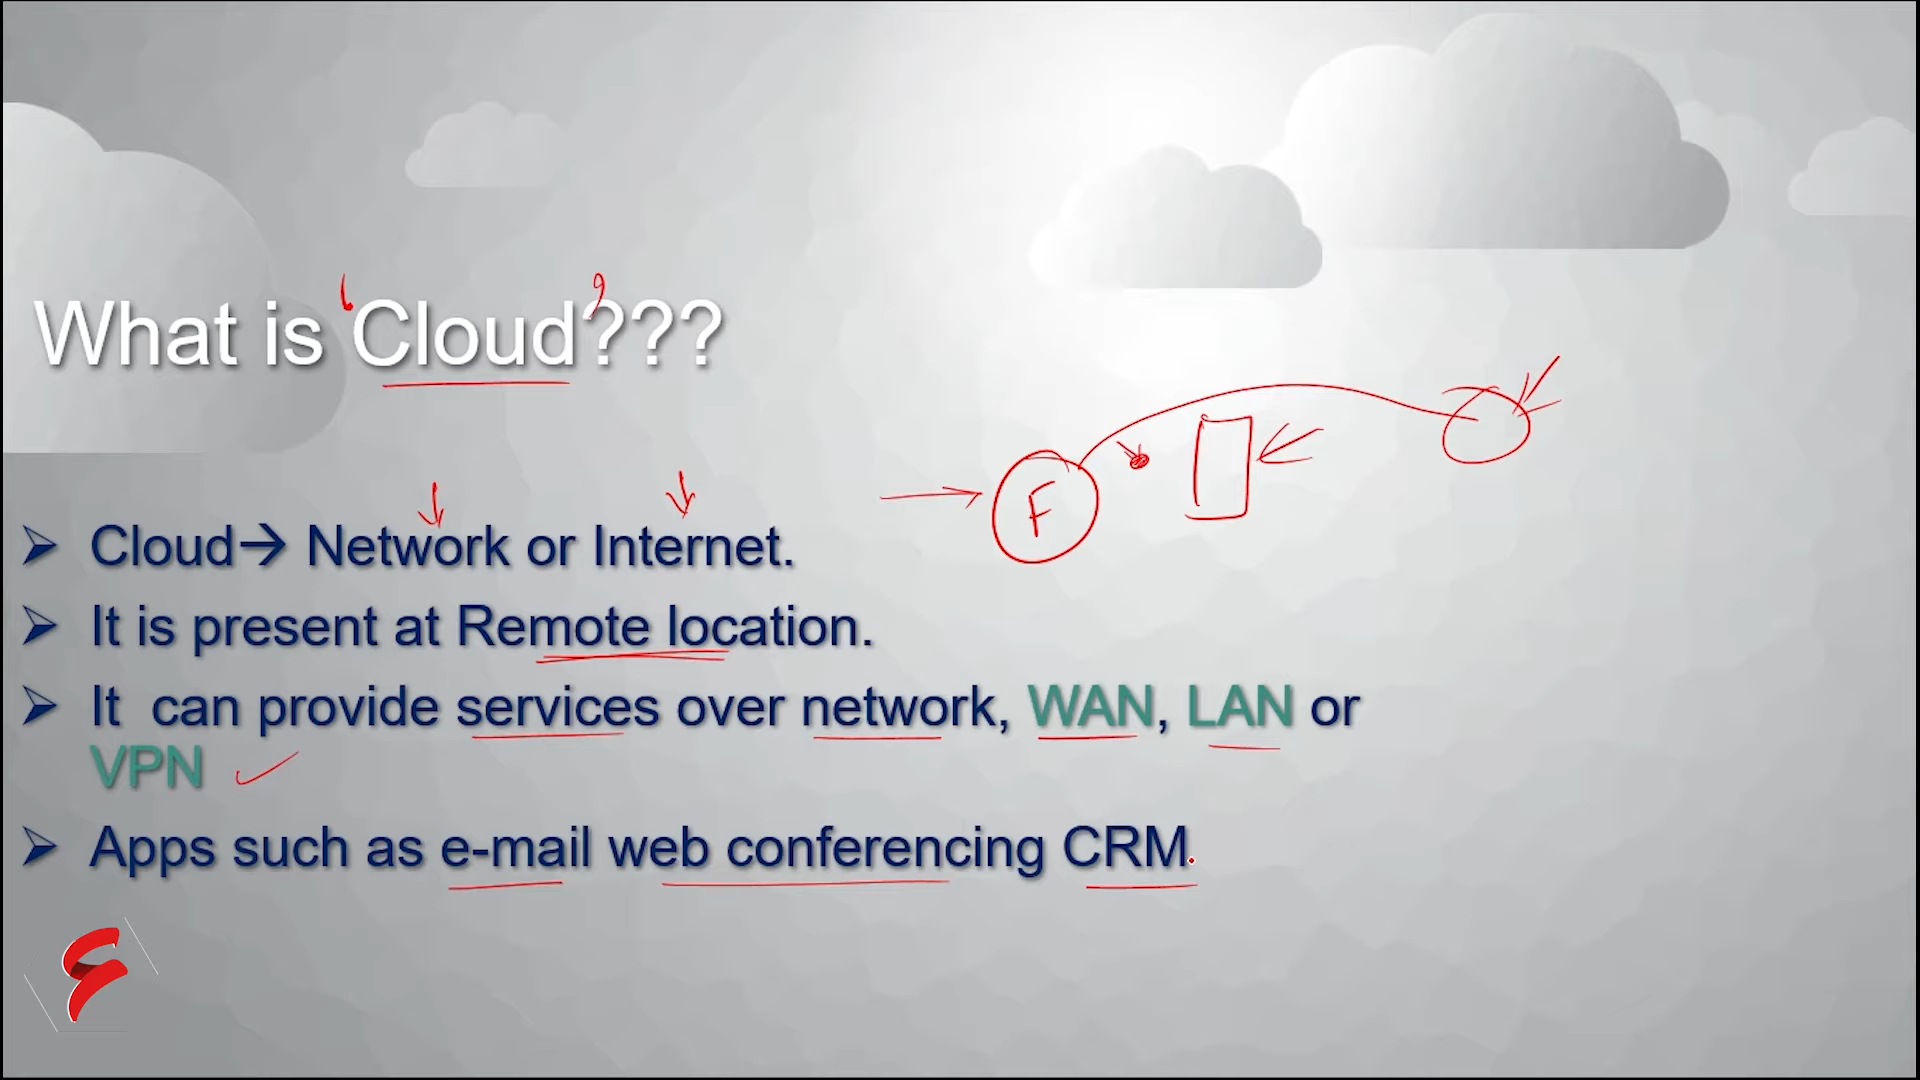 What is Cloud???
Cloud→ Network or Internet.
It is present at Remote location.
It can provide services over network, WAN, LAN or
VPN
Apps such as e-mail web conferencing CRM.
F